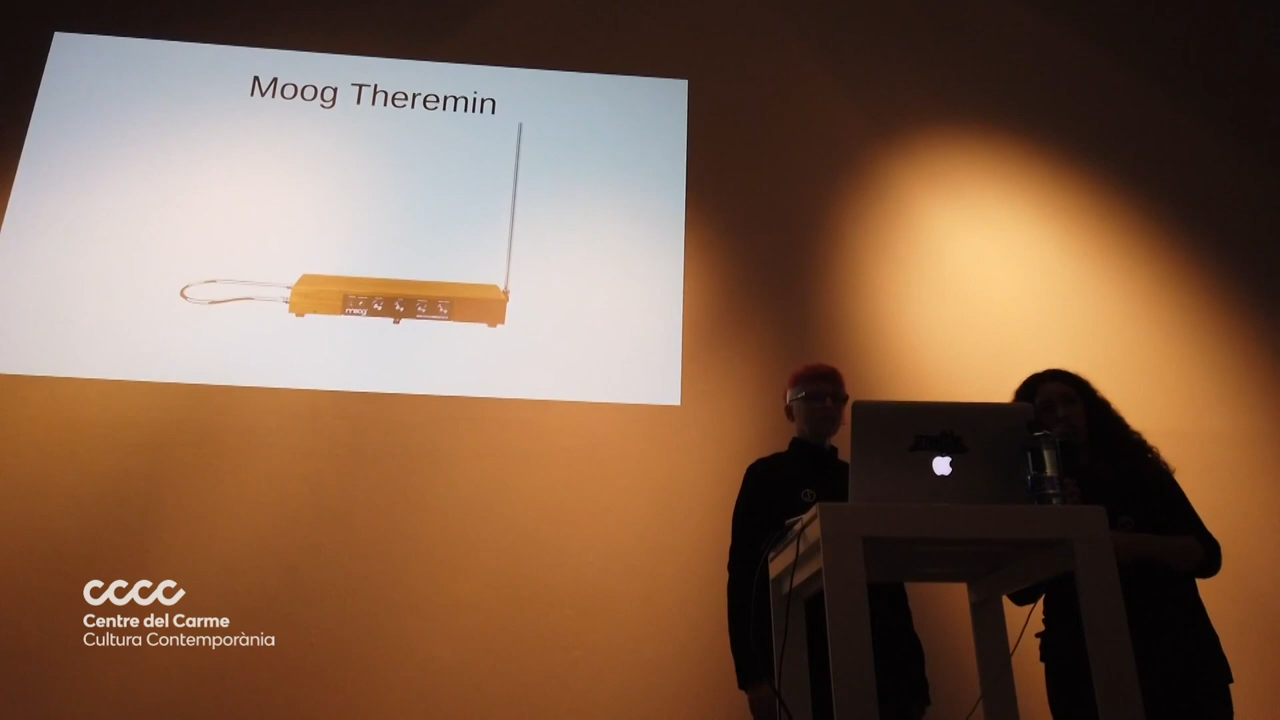 Moog Theremin
moog
cccc
Centre del Carme
Cultura Contemporània